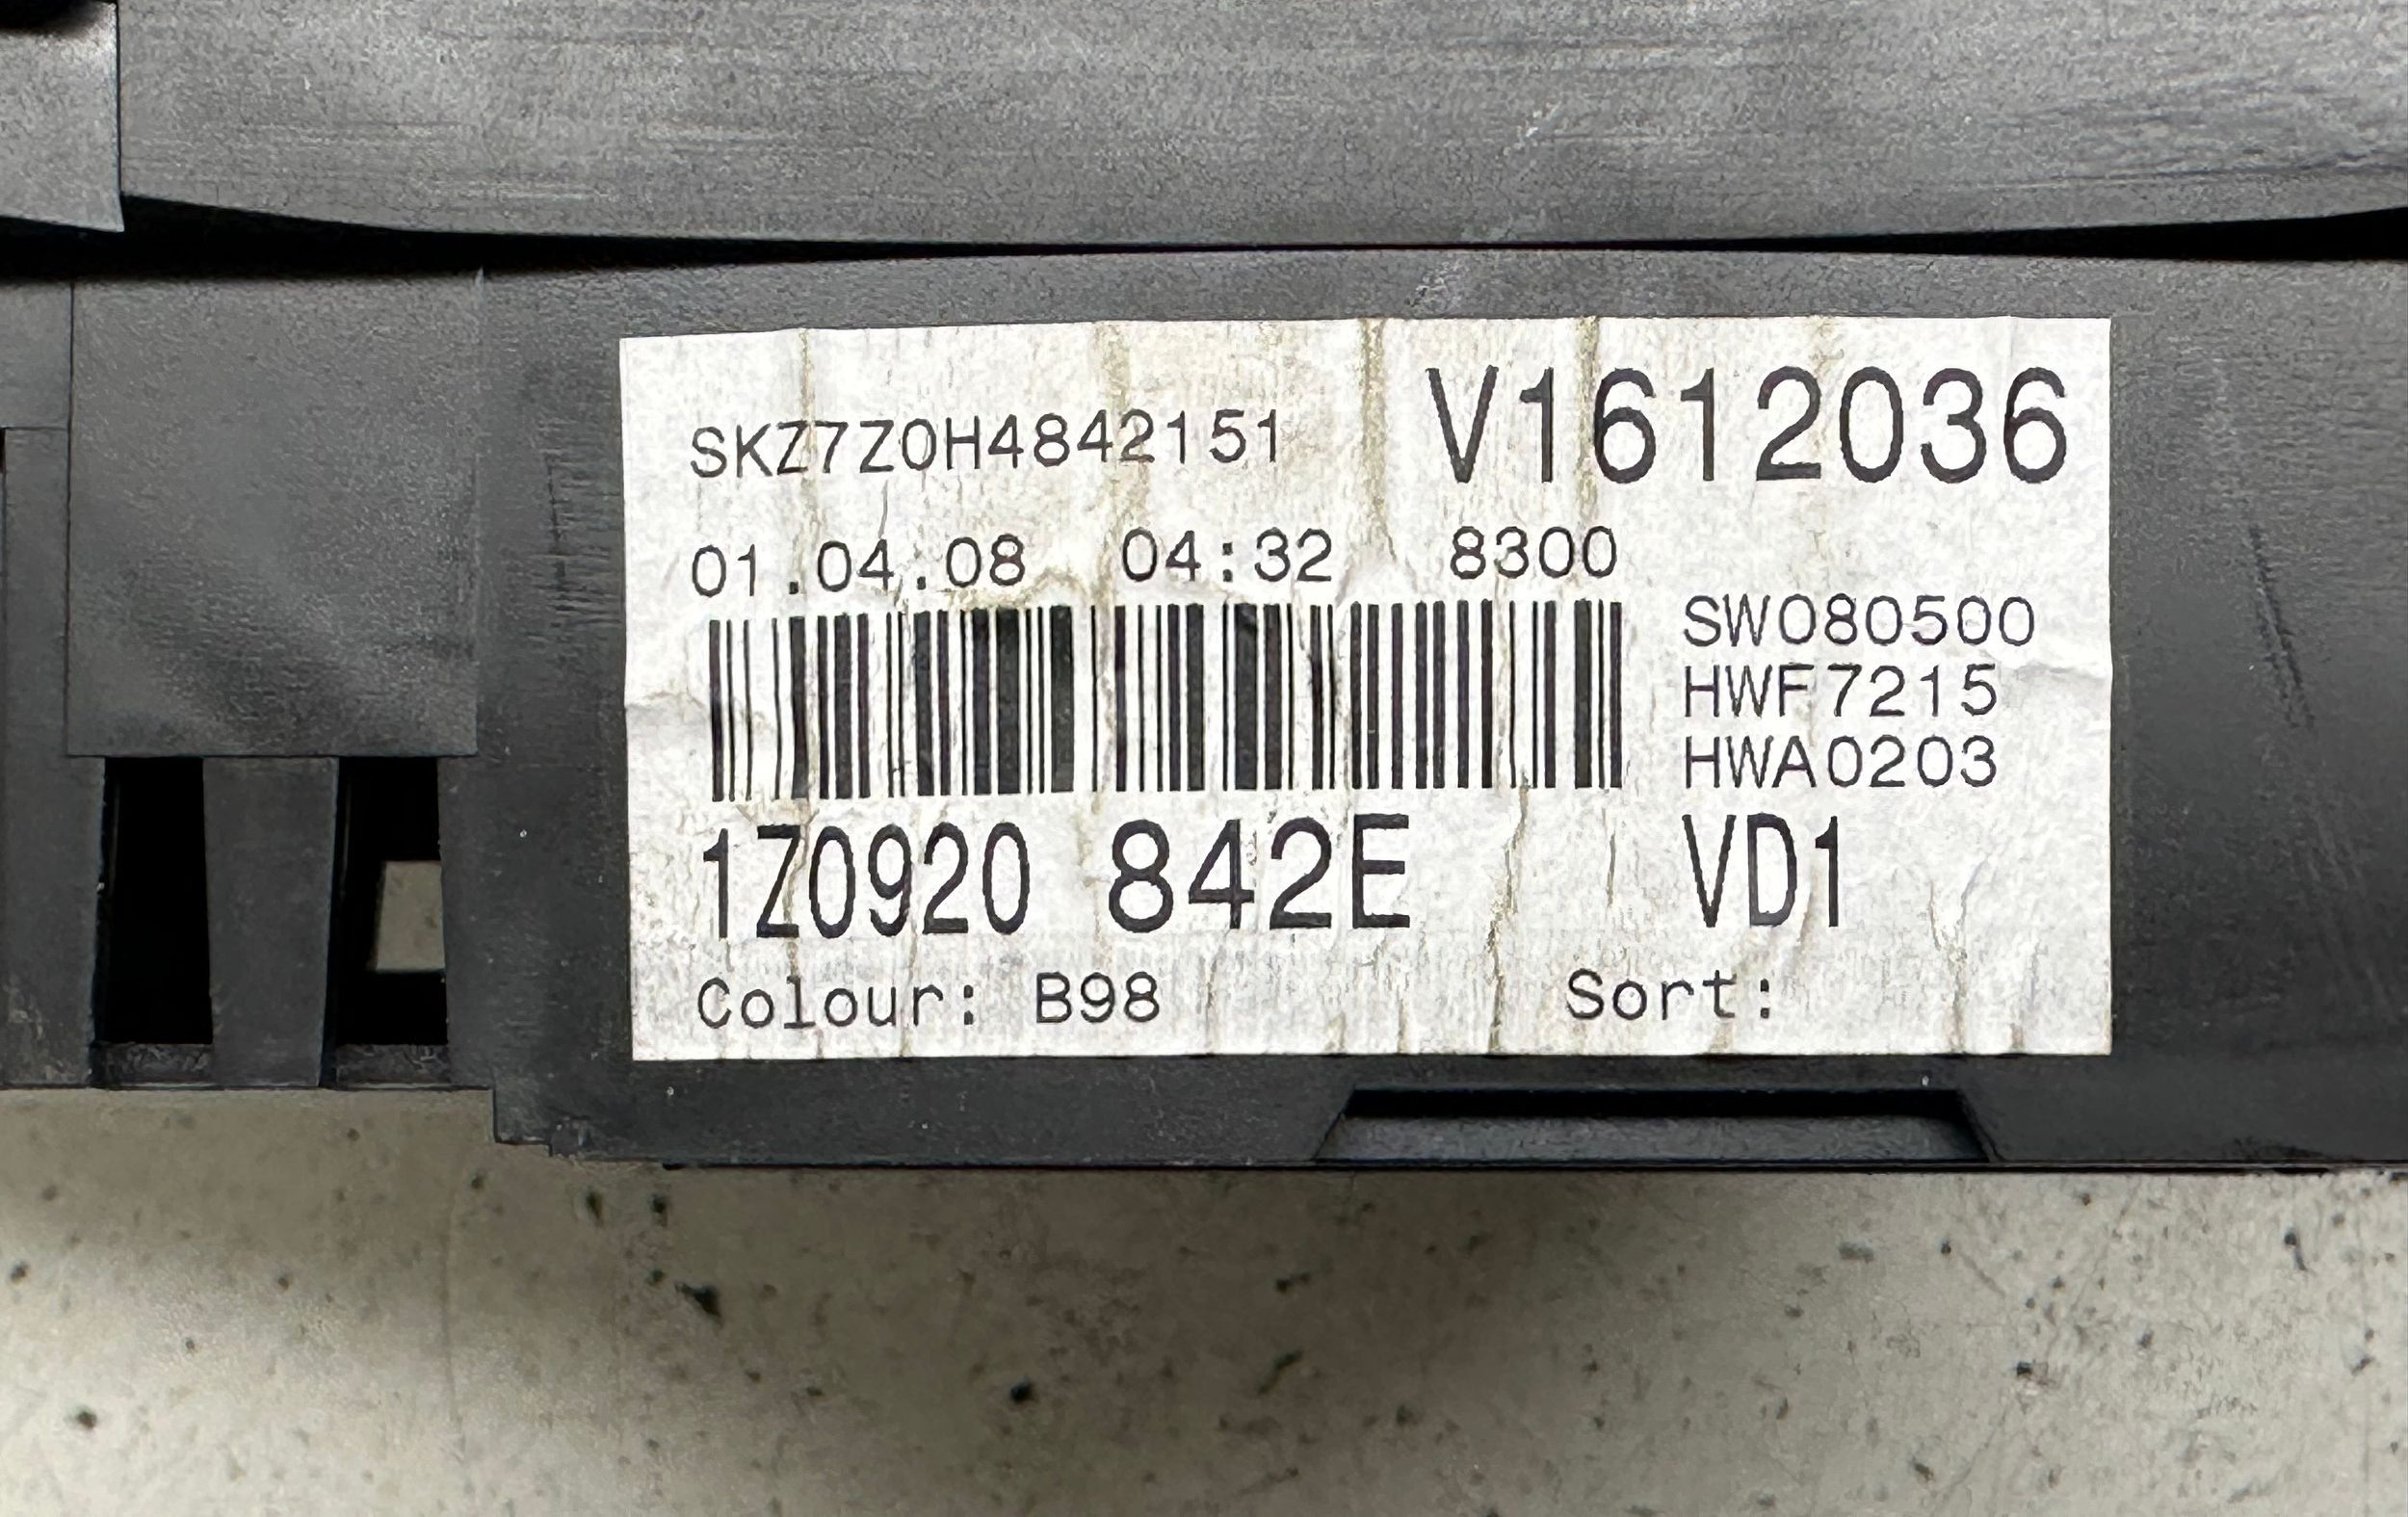 SKZ7Z0H4842151 V1612036
01.04.08 04:32 8300
SW080500
HWF7215
HWA0203
1Z0920 842E VD1
Colour: B98 Sort: